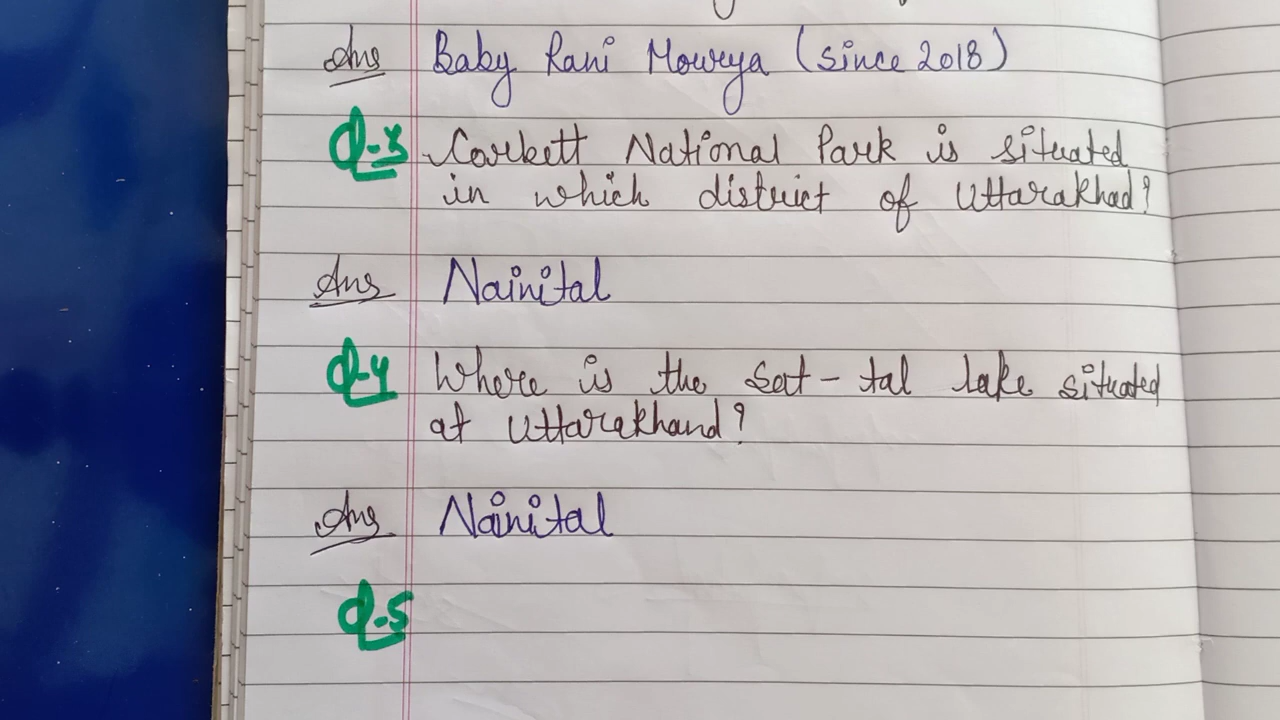 Ans Baby Rani Mowrya (since 2018)
Q-3 Corbett National Park is situated
in which district of Uttarakhad?
Ans Nainital
Q-4 Where is the Sat-tal lake situated
at Uttarakhand?
Ans Nainital
Q-5